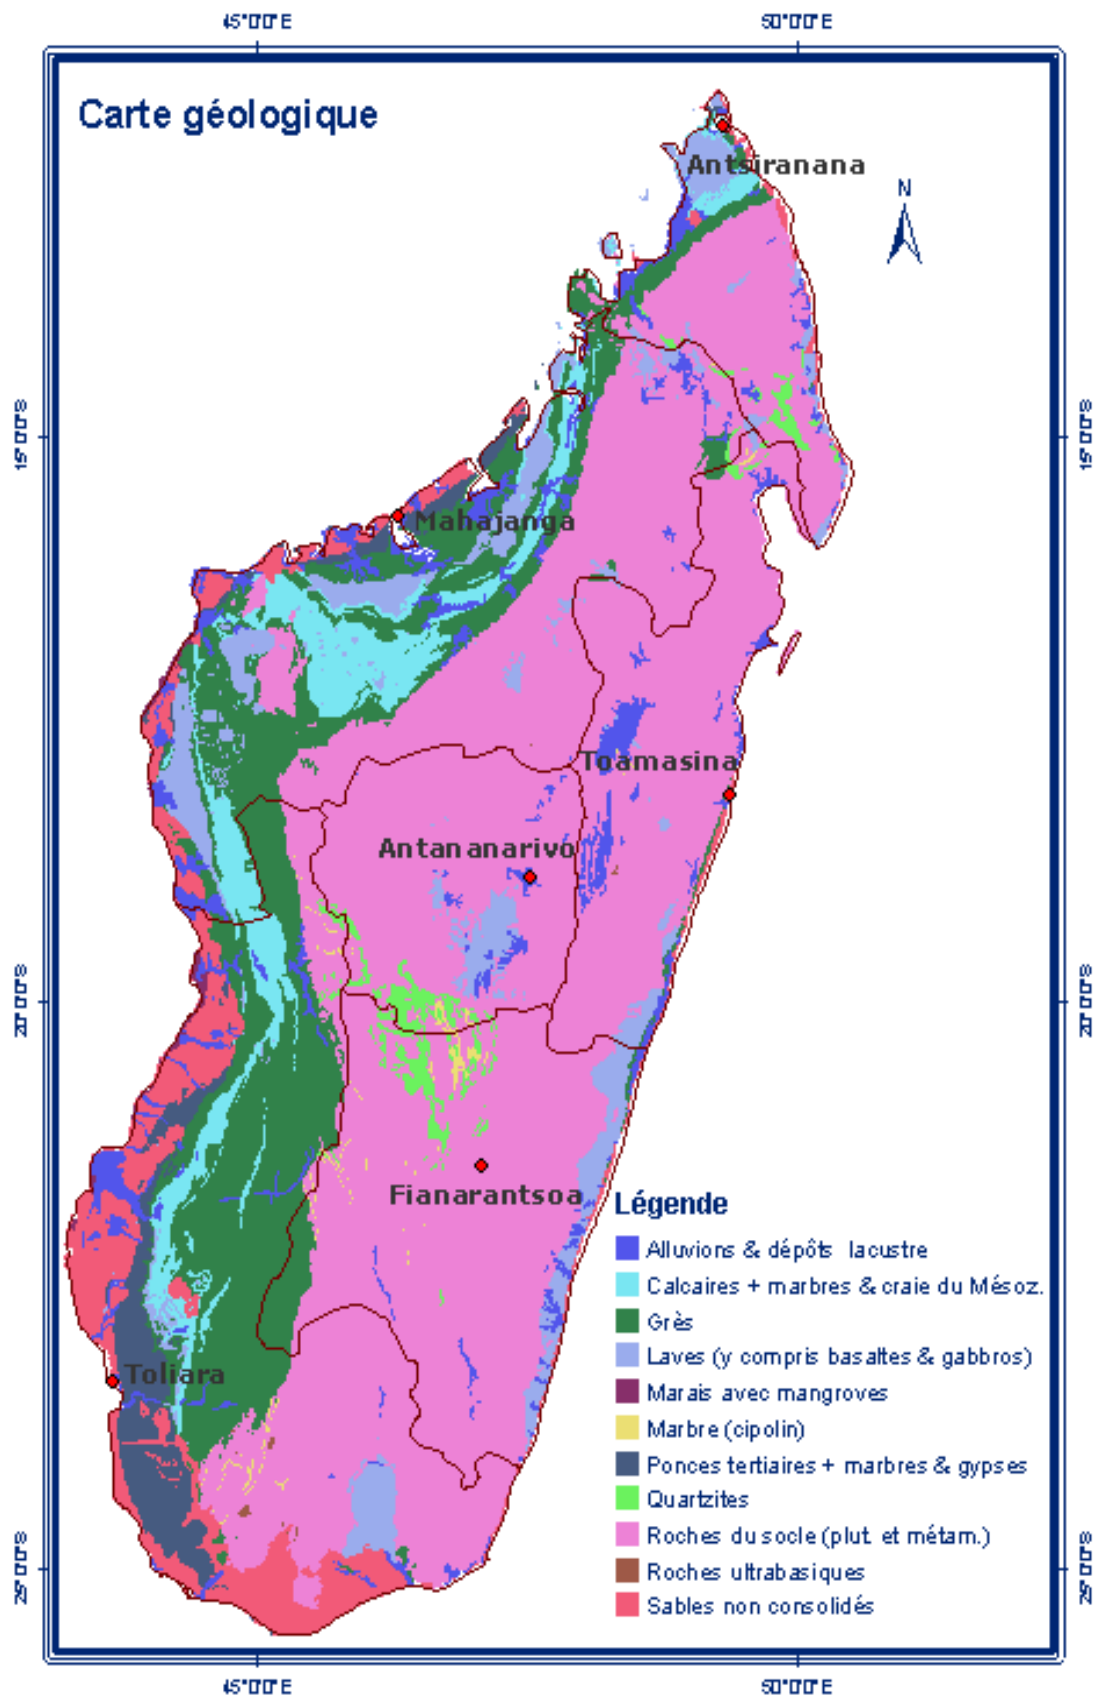 45°00'E 50°00'E
Carte géologique
Antsiranana
N
15°00'S 15°00'S
Mahajanga
Toamasina
Antananarivo
20°00'S 20°00'S
Fianarantsoa
Légende
Alluvions & dépôts lacustre
Calcaires + marbres & craie du Mésoz.
Grès
Laves (y compris basaltes & gabbros)
Toliara
Marais avec mangroves
Marbre (cipolin)
Ponces tertiaires + marbres & gypses
Quartzites
Roches du socle (plut. et métam.)
Roches ultrabasiques
25°00'S 25°00'S
Sables non consolidés
45°00'E 50°00'E